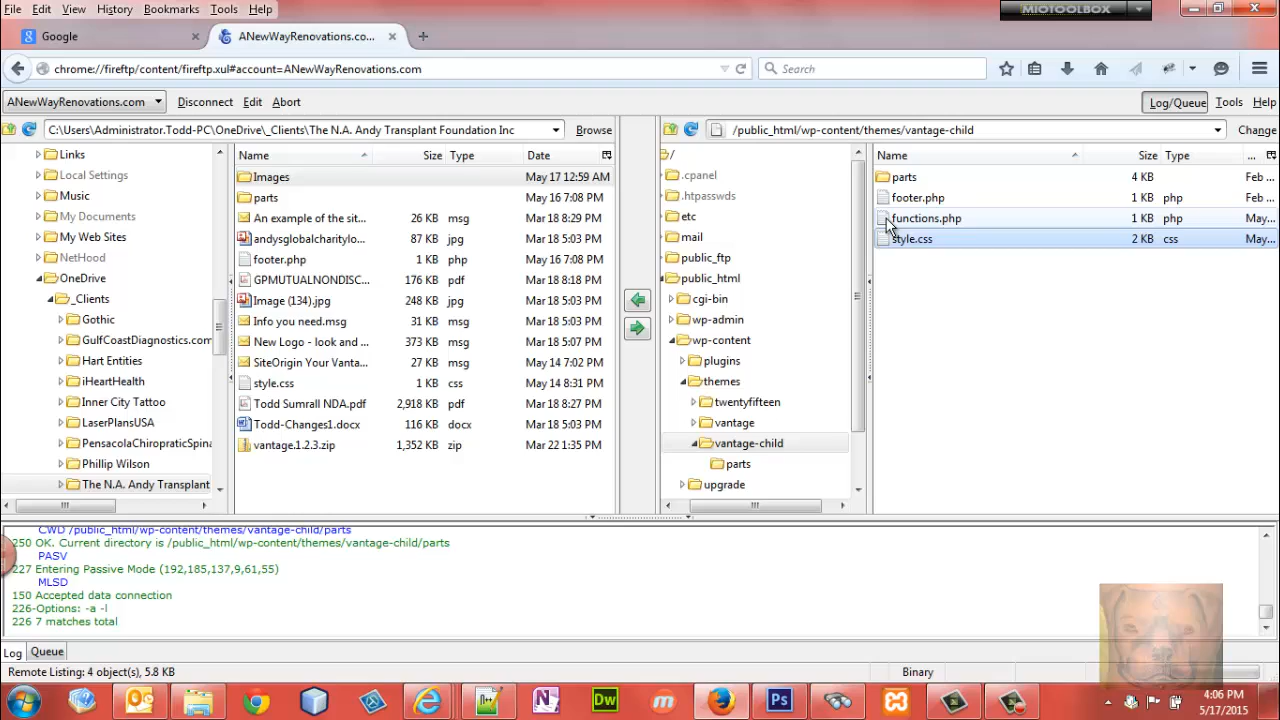 File Edit View History Bookmarks Tools Help MIOTOOLBOX
Google ANewWayRenovations.co...
chrome://fireftp/content/fireftp.xul#account=ANewWayRenovations.com Search
ANewWayRenovations.com Disconnect Edit Abort Log/Queue Tools Help
C:\Users\Administrator.Todd-PC\OneDrive\_Clients\The N.A. Andy Transplant Foundation Inc Browse /public_html/wp-content/themes/vantage-child Change
Links
Local Settings
Music
My Documents
My Web Sites
NetHood
OneDrive
_Clients
Gothic
GulfCoastDiagnostics.com
Hart Entities
iHeartHealth
Inner City Tattoo
LaserPlansUSA
PensacolaChiropracticSpina
Phillip Wilson
The N.A. Andy Transplant
Name Size Type Date
Images May 17 12:59 AM
parts May 16 7:08 PM
An example of the sit... 26 KB msg Mar 18 8:29 PM
andysglobalcharitylo... 87 KB jpg Mar 18 5:03 PM
footer.php 1 KB php May 16 7:08 PM
GPMUTUALNONDISC... 176 KB pdf Mar 18 8:18 PM
Image (134).jpg 248 KB jpg Mar 18 5:03 PM
Info you need.msg 31 KB msg Mar 18 5:03 PM
New Logo - look and ... 373 KB msg Mar 18 5:07 PM
SiteOrigin Your Vanta... 27 KB msg May 14 7:02 PM
style.css 1 KB css May 14 8:31 PM
Todd Sumrall NDA.pdf 2,918 KB pdf Mar 18 8:27 PM
Todd-Changes1.docx 116 KB docx Mar 18 5:03 PM
vantage.1.2.3.zip 1,352 KB zip Mar 22 1:35 PM
/
.cpanel
.htpasswds
etc
mail
public_ftp
public_html
cgi-bin
wp-admin
wp-content
plugins
themes
twentyfifteen
vantage
vantage-child
parts
upgrade
Name Size Type ...
parts 4 KB Feb ...
footer.php 1 KB php Feb ...
functions.php 1 KB php May...
style.css 2 KB css May...
CWD /public_html/wp-content/themes/vantage-child/parts
250 OK. Current directory is /public_html/wp-content/themes/vantage-child/parts
PASV
227 Entering Passive Mode (192,185,137,9,61,55)
MLSD
150 Accepted data connection
226-Options: -a -l
226 7 matches total
Log Queue
Remote Listing: 4 object(s), 5.8 KB Binary
N Dw m Ps
4:06 PM
5/17/2015